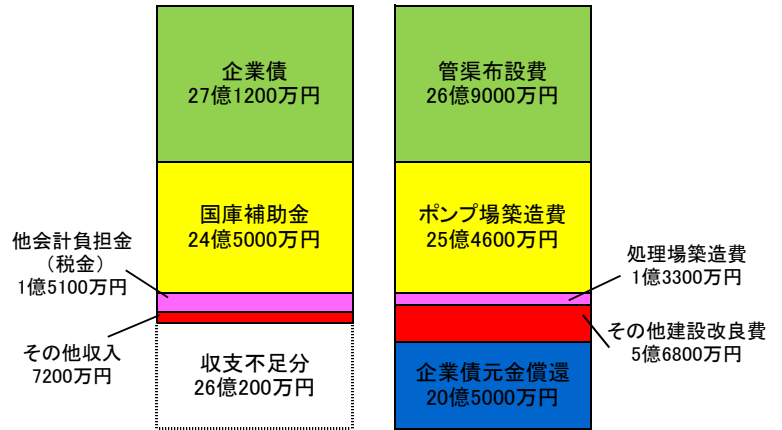 企業債
27億1200万円
国庫補助金
24億5000万円
他会計負担金
（税金）
1億5100万円
その他収入
7200万円
収支不足分
26億200万円
管渠布設費
26億9000万円
ポンプ場築造費
25億4600万円
処理場築造費
1億3300万円
その他建設改良費
5億6800万円
企業債元金償還
20億5000万円